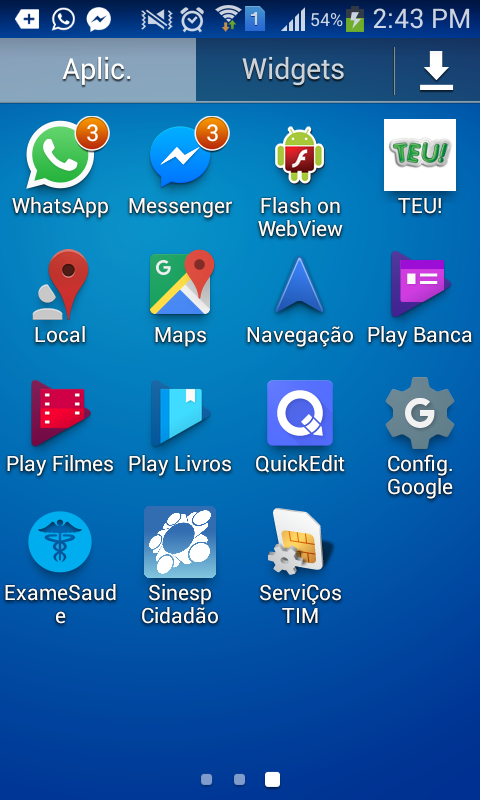 1 54% 2:43 PM
Aplic. Widgets
3 3
TEU!
WhatsApp Messenger Flash on WebView TEU!
G
Local Maps Navegação Play Banca
G
Play Filmes Play Livros QuickEdit Config. Google
ExameSaude Sinesp Cidadão ServiÇos TIM